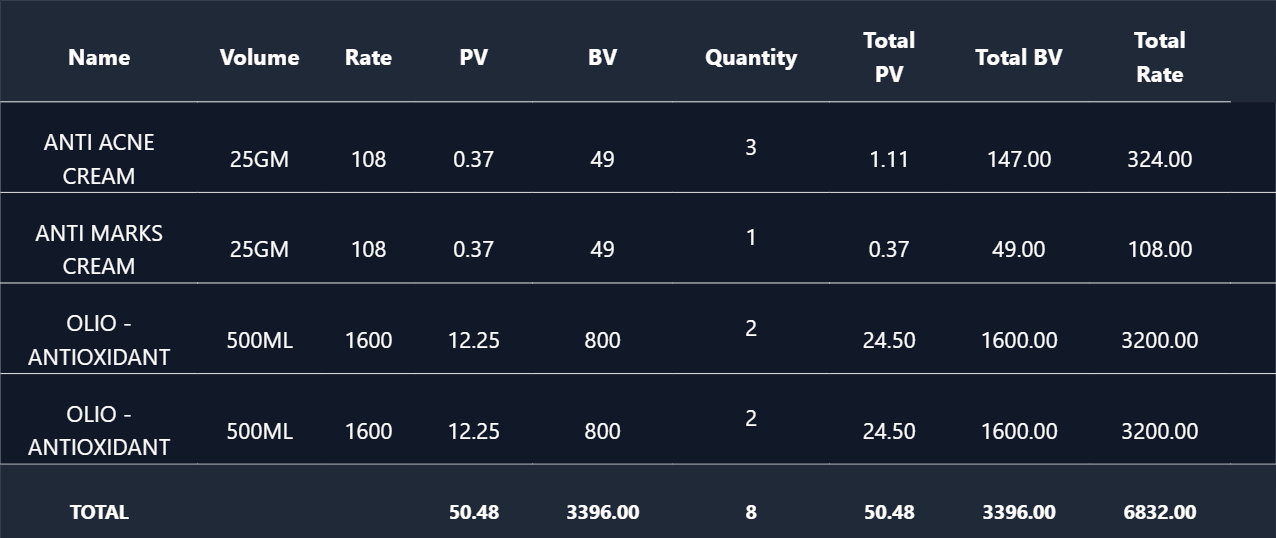 Name Volume Rate PV BV Quantity Total PV Total BV Total Rate
ANTI ACNE CREAM 25GM 108 0.37 49 3 1.11 147.00 324.00
ANTI MARKS CREAM 25GM 108 0.37 49 1 0.37 49.00 108.00
OLIO - ANTIOXIDANT 500ML 1600 12.25 800 2 24.50 1600.00 3200.00
OLIO - ANTIOXIDANT 500ML 1600 12.25 800 2 24.50 1600.00 3200.00
TOTAL 50.48 3396.00 8 50.48 3396.00 6832.00